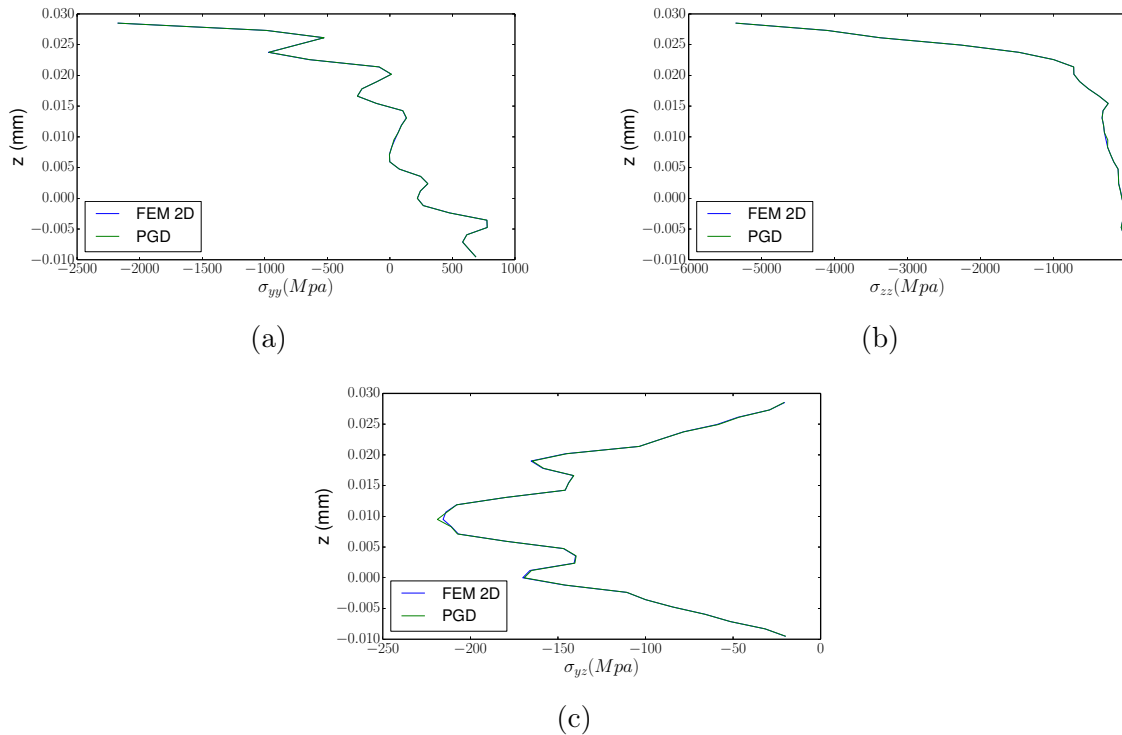 0.030
0.025
0.020
0.015
0.010
0.005
0.000
−0.005
−0.010
z (mm)
FEM 2D
PGD
−2500 −2000 −1500 −1000 −500 0 500 1000
σyy(Mpa)
(a)
0.030
0.025
0.020
0.015
0.010
0.005
0.000
−0.005
−0.010
z (mm)
FEM 2D
PGD
−6000 −5000 −4000 −3000 −2000 −1000
σzz(Mpa)
(b)
0.030
0.025
0.020
0.015
0.010
0.005
0.000
−0.005
−0.010
z (mm)
FEM 2D
PGD
−250 −200 −150 −100 −50 0
σyz(Mpa)
(c)